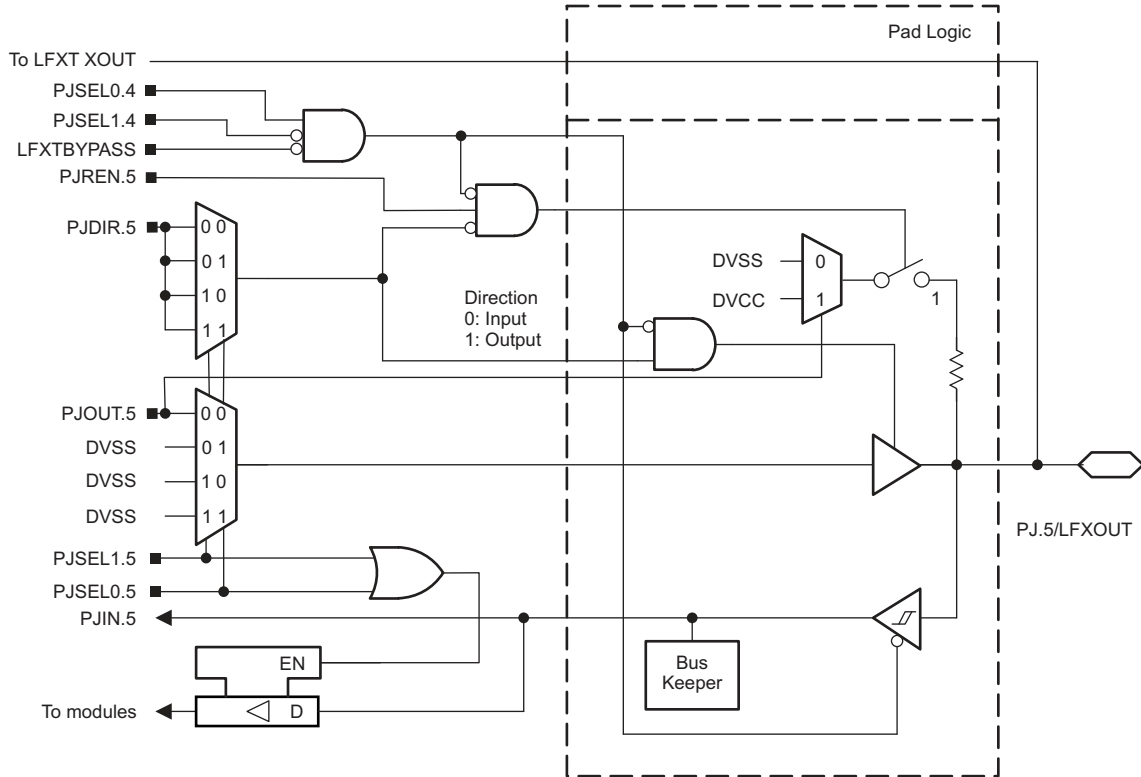 Pad Logic
To LFXT XOUT
PJSEL0.4
PJSEL1.4
LFXTBYPASS
PJREN.5
PJDIR.5
0 0
0 1
1 0
1 1
Direction
0: Input
1: Output
DVSS
0
DVCC
1
1
PJOUT.5
0 0
DVSS
0 1
DVSS
1 0
DVSS
1 1
PJ.5/LFXOUT
PJSEL1.5
PJSEL0.5
PJIN.5
Bus
Keeper
EN
D
To modules